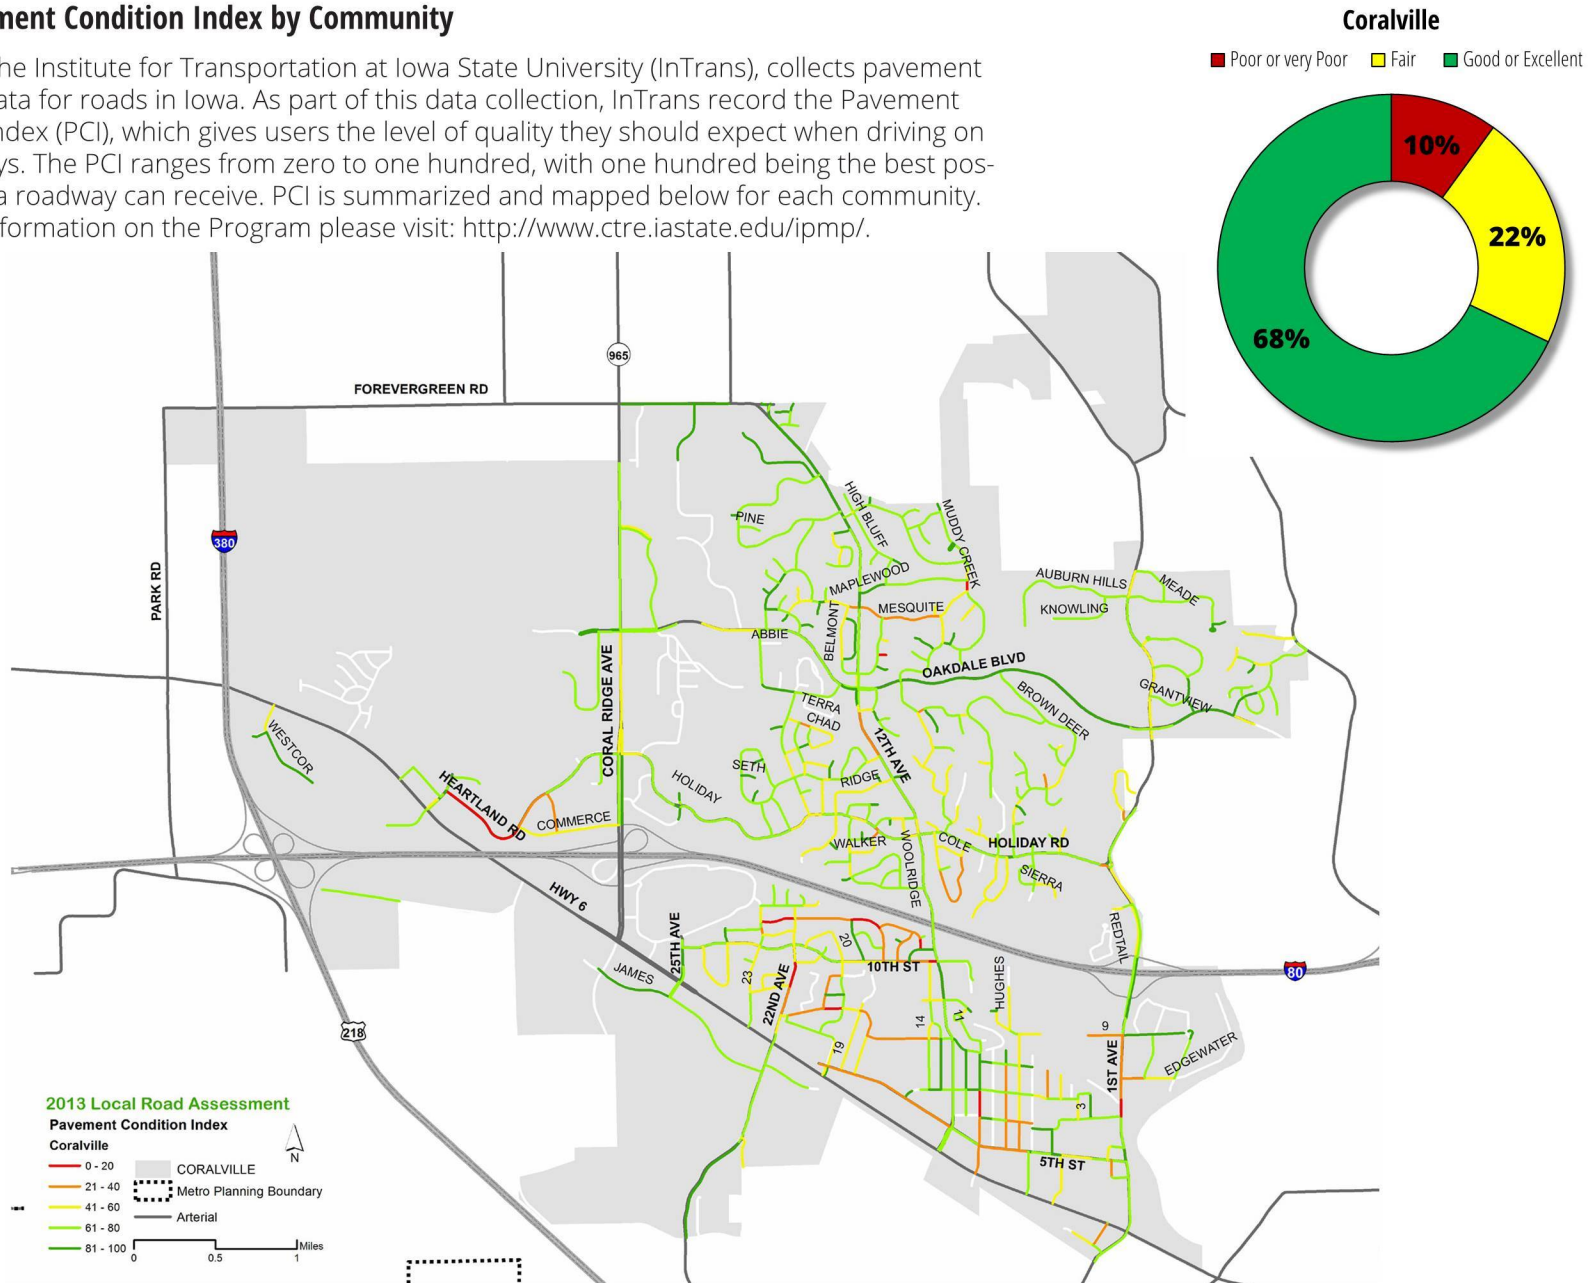 ment Condition Index by Community
he Institute for Transportation at Iowa State University (InTrans), collects pavement
ata for roads in Iowa. As part of this data collection, InTrans record the Pavement
ndex (PCI), which gives users the level of quality they should expect when driving on
ys. The PCI ranges from zero to one hundred, with one hundred being the best pos-
a roadway can receive. PCI is summarized and mapped below for each community.
formation on the Program please visit: http://www.ctre.iastate.edu/ipmp/.
Coralville
Poor or very Poor
Fair
Good or Excellent
10%
22%
68%
965
FOREVERGREEN RD
HIGH BLUFF
MUDDY CREEK
PINE
380
PARK RD
MAPLEWOOD
AUBURN HILLS
MEADE
MESQUITE
KNOWLING
BELMONT
ABBIE
OAKDALE BLVD
CORAL RIDGE AVE
BROWN DEER
GRANTVIEW
TERRA
CHAD
WESTCOR
12TH AVE
SETH
RIDGE
HOLIDAY
HEARTLAND RD
COMMERCE
WALKER
WOOLRIDGE
COLE
HOLIDAY RD
SIERRA
HWY 6
25TH AVE
REDTAIL
20
10TH ST
JAMES
23
22ND AVE
HUGHES
80
14
11
218
9
19
1ST AVE
EDGEWATER
3
5TH ST
2013 Local Road Assessment
Pavement Condition Index
Coralville
0 - 20
21 - 40
41 - 60
61 - 80
81 - 100
CORALVILLE
Metro Planning Boundary
Arterial
N
Miles
0
0.5
1